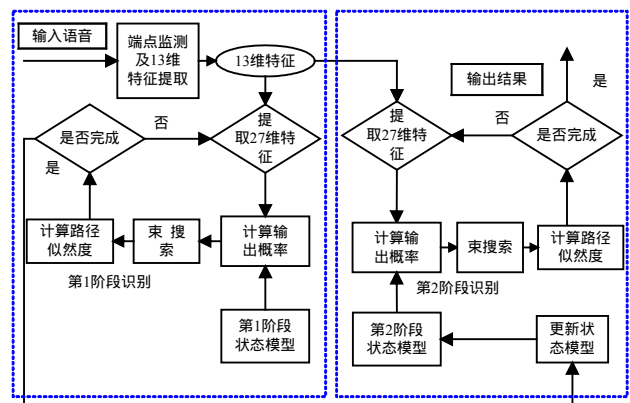 输入语音
端点监测
及13维
特征提取
13维特征
提
取27维特
征
是否完成
否
是
计算路径
似然度
束 搜
索
计算输
出概率
第1阶段识别
第1阶段
状态模型
输出结果
是
提
取27维特
征
否
是否完成
计算输
出概率
束搜索
计算路径
似然度
第2阶段识别
第2阶段
状态模型
更新状
态模型